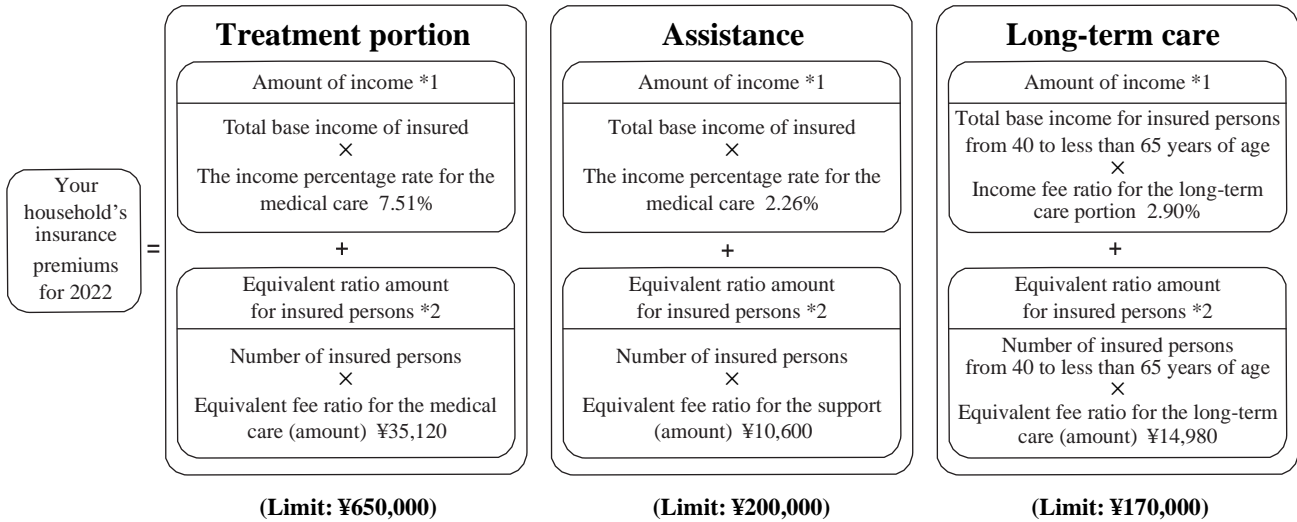 Your
household's
insurance
premiums
for 2022
=
Treatment portion
Amount of income *1
Total base income of insured
×
The income percentage rate for the
medical care 7.51%
+
Equivalent ratio amount
for insured persons *2
Number of insured persons
×
Equivalent fee ratio for the medical
care (amount) ¥35,120
(Limit: ¥650,000)
Assistance
Amount of income *1
Total base income of insured
×
The income percentage rate for the
medical care 2.26%
+
Equivalent ratio amount
for insured persons *2
Number of insured persons
×
Equivalent fee ratio for the support
(amount) ¥10,600
(Limit: ¥200,000)
Long-term care
Amount of income *1
Total base income for insured persons
from 40 to less than 65 years of age
×
Income fee ratio for the long-term
care portion 2.90%
+
Equivalent ratio amount
for insured persons *2
Number of insured persons
from 40 to less than 65 years of age
×
Equivalent fee ratio for the long-term
care (amount) ¥14,980
(Limit: ¥170,000)